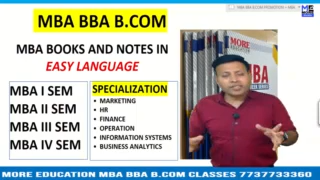 MBA BBA B.COM
MBA BOOKS AND NOTES IN
EASY LANGUAGE
MBA I SEM
MBA II SEM
MBA III SEM
MBA IV SEM
SPECIALIZATION
• MARKETING
• HR
• FINANCE
• OPERATION
• INFORMATION SYSTEMS
• BUSINESS ANALYTICS
MORE
MBA
MORE EDUCATION MBA BBA B.COM CLASSES 7737733360